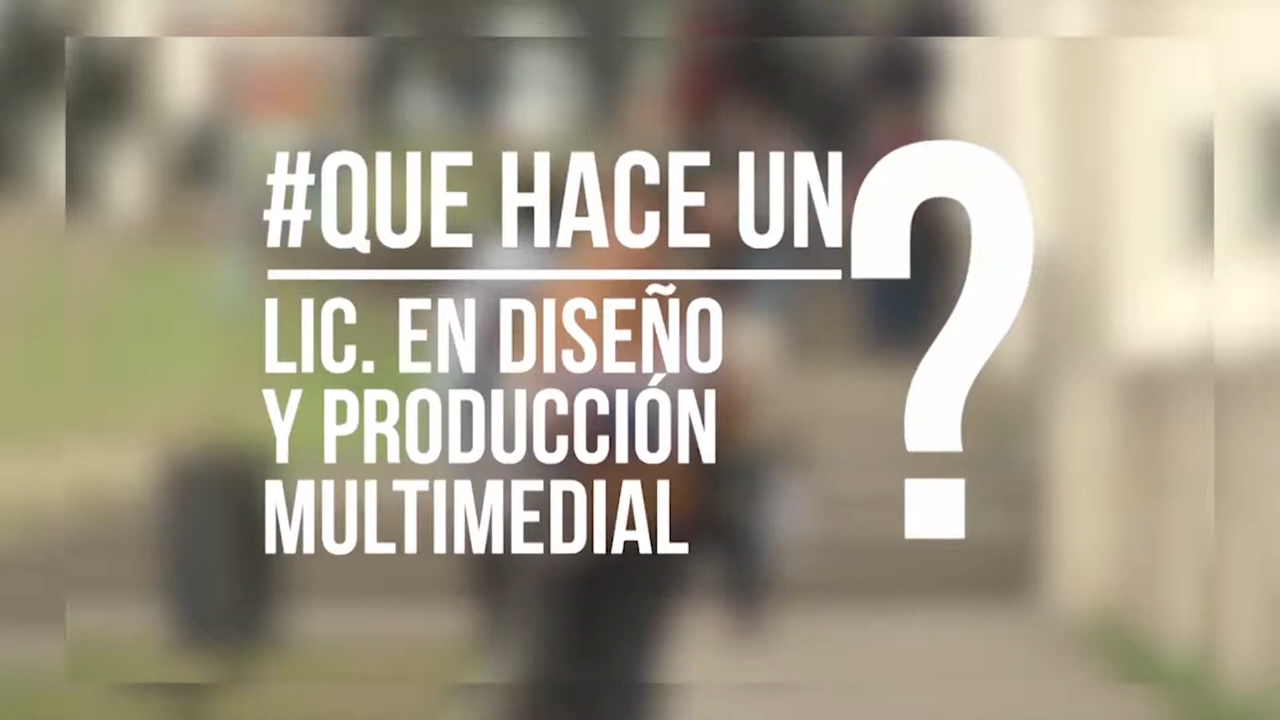 #QUE HACE UN?
LIC. EN DISEÑO
Y PRODUCCIÓN
MULTIMEDIAL